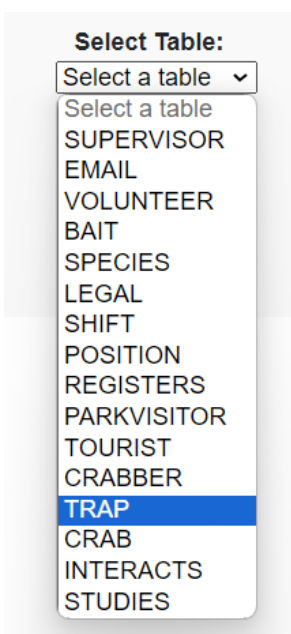 Select Table:
Select a table
Select a table
SUPERVISOR
EMAIL
VOLUNTEER
BAIT
SPECIES
LEGAL
SHIFT
POSITION
REGISTERS
PARKVISITOR
TOURIST
CRABBER
TRAP
CRAB
INTERACTS
STUDIES